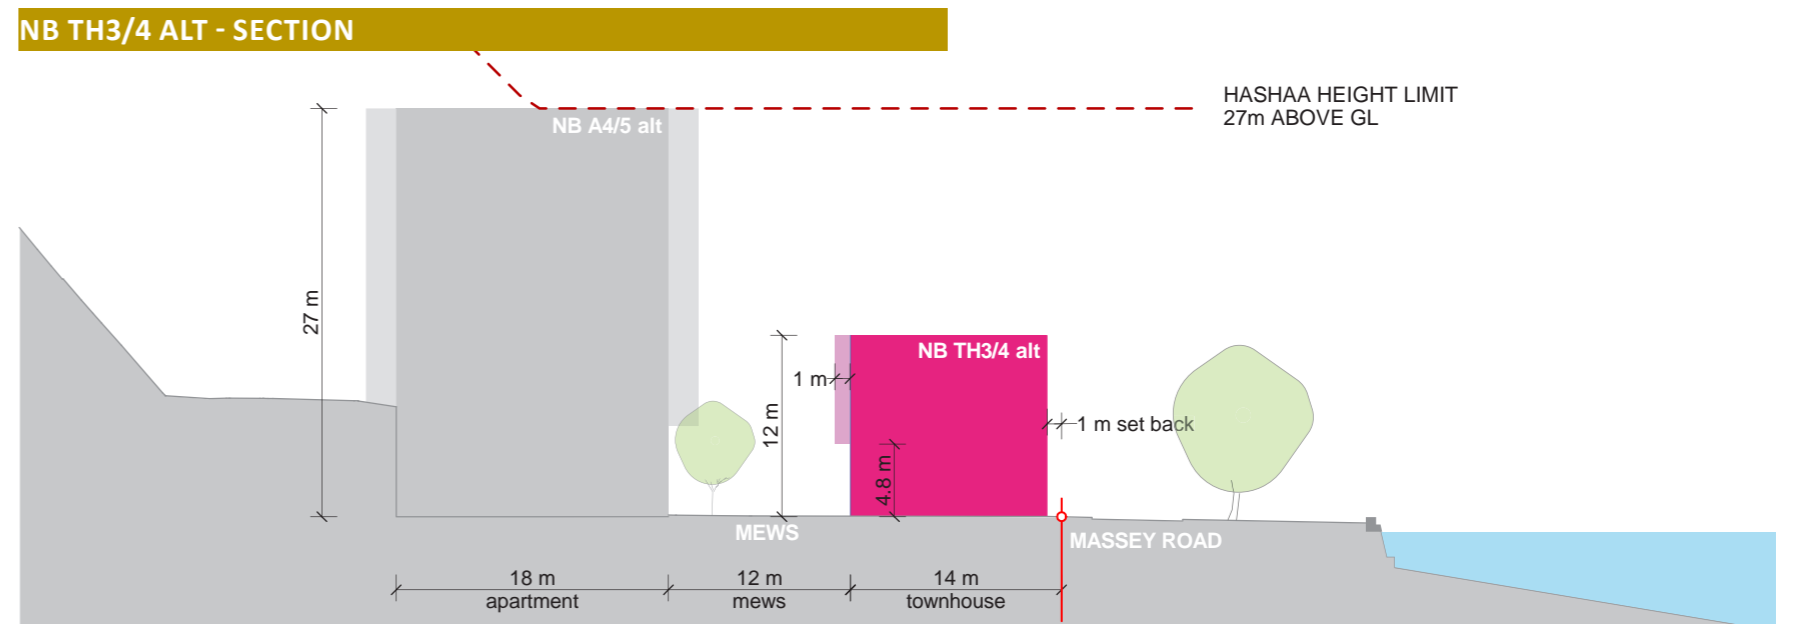 NB TH3/4 ALT - SECTION
HASHAA HEIGHT LIMIT
27m ABOVE GL
NB A4/5 alt
27 m
NB TH3/4 alt
1 m
12 m
1 m set back
4.8 m
MEWS
MASSEY ROAD
18 m
apartment
12 m
mews
14 m
townhouse